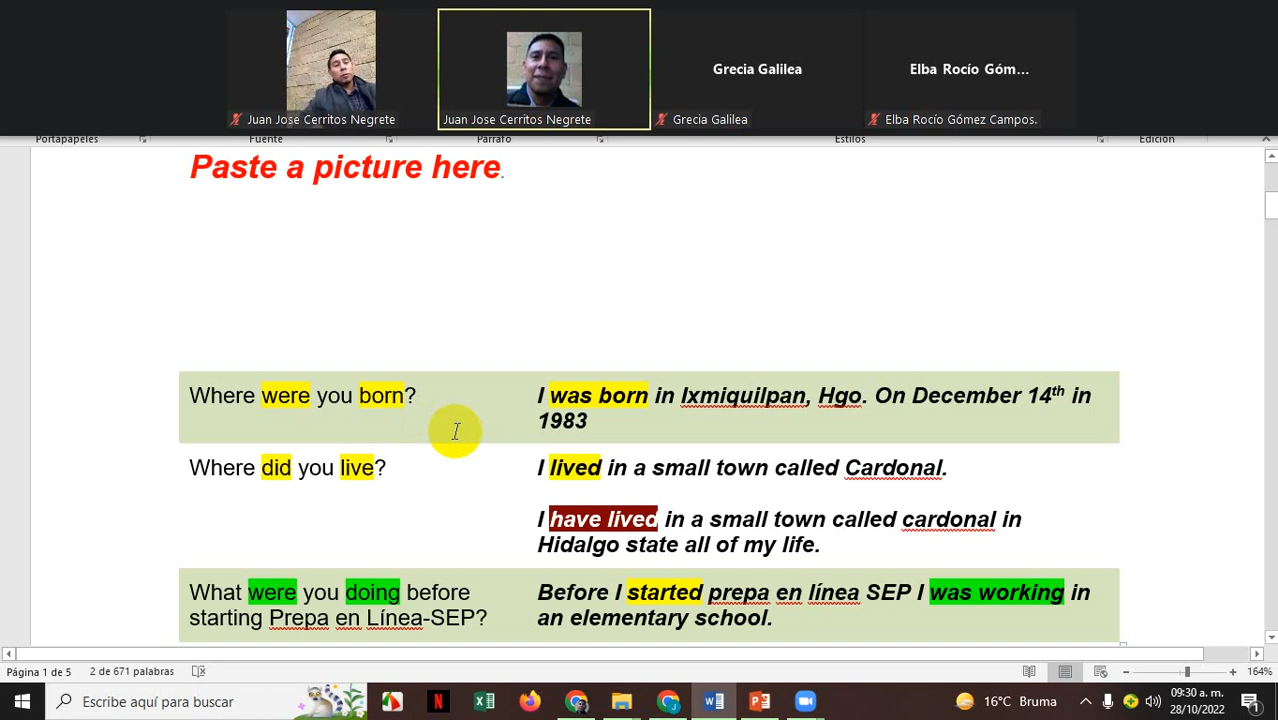 Grecia Galilea
Elba Rocío Góm...
Juan Jose Cerritos Negrete
Juan Jose Cerritos Negrete
Grecia Galilea
Elba Rocío Gómez Campos.
Portapapeles
Fuente
Párrafo
Estilos
Edición
Paste a picture here.
Where were you born?
I was born in Ixmiquilpan, Hgo. On December 14th in
1983
Where did you live?
I lived in a small town called Cardonal.
I have lived in a small town called cardonal in
Hidalgo state all of my life.
What were you doing before
starting Prepa en Línea-SEP?
Before I started prepa en línea SEP I was working in
an elementary school.
Página 1 de 5
2 de 671 palabras
164%
Escribe aquí para buscar
16°C Bruma
09:30 a. m.
28/10/2022